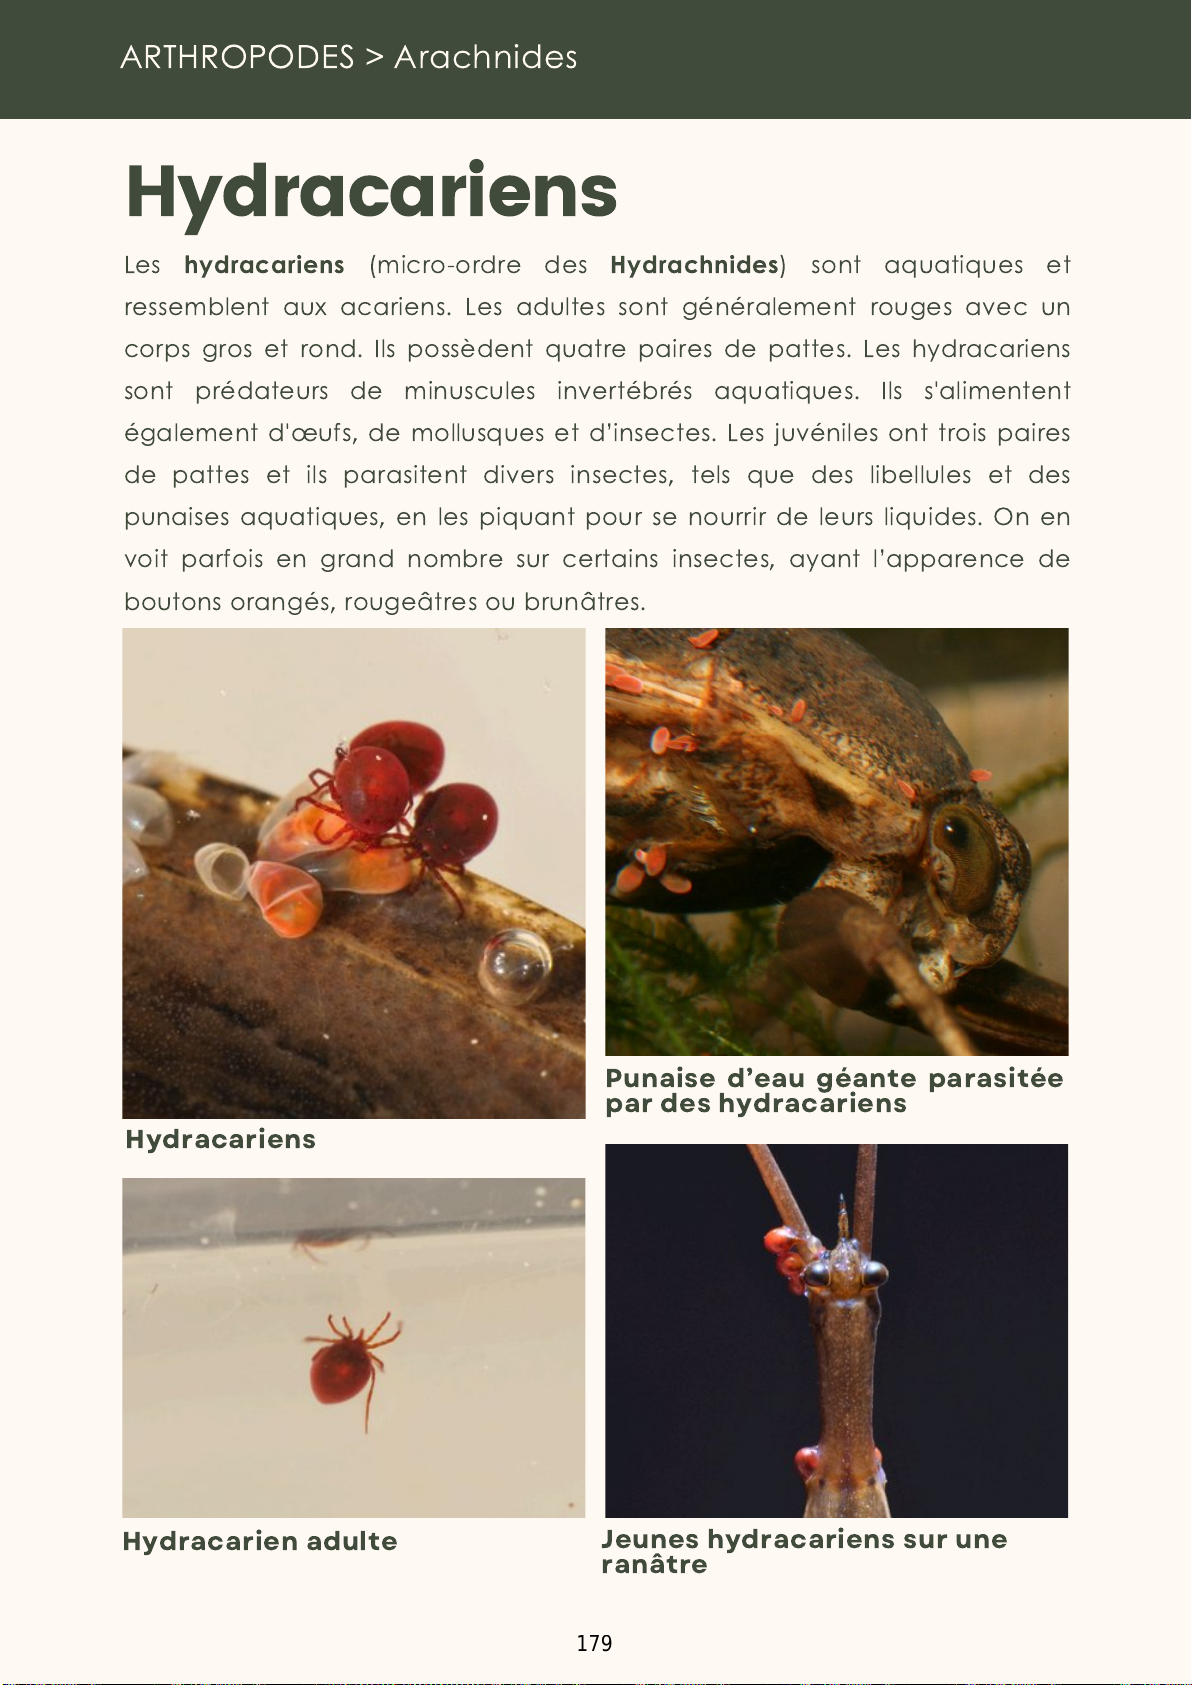 ARTHROPODES > Arachnides
Hydracariens
Les hydracariens (micro-ordre des Hydrachnides) sont aquatiques et
ressemblent aux acariens. Les adultes sont généralement rouges avec un
corps gros et rond. Ils possèdent quatre paires de pattes. Les hydracariens
sont prédateurs de minuscules invertébrés aquatiques. Ils s'alimentent
également d'œufs, de mollusques et d’insectes. Les juvéniles ont trois paires
de pattes et ils parasitent divers insectes, tels que des libellules et des
punaises aquatiques, en les piquant pour se nourrir de leurs liquides. On en
voit parfois en grand nombre sur certains insectes, ayant l’apparence de
boutons orangés, rougeâtres ou brunâtres.
Hydracariens
Punaise d’eau géante parasitée
par des hydracariens
Hydracarien adulte
Jeunes hydracariens sur une
ranâtre
179